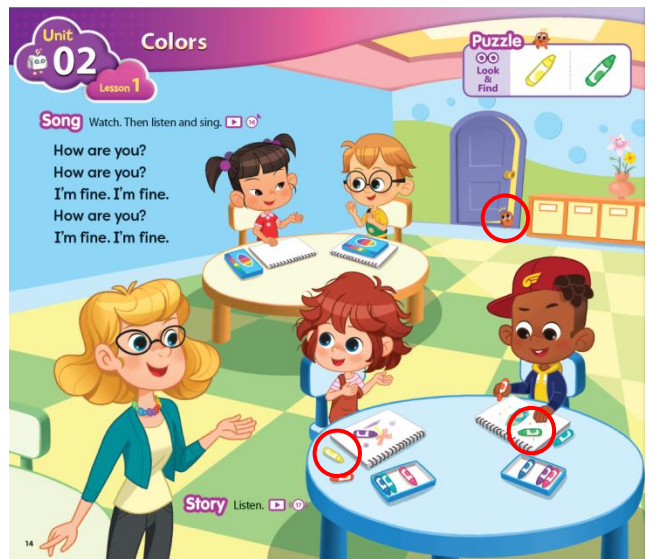 Unit
02
Colors
Lesson 1
Puzzle
Look
&
Find
Song Watch. Then listen and sing. 16
How are you?
How are you?
I'm fine. I'm fine.
How are you?
I'm fine. I'm fine.
Story Listen. 17
14